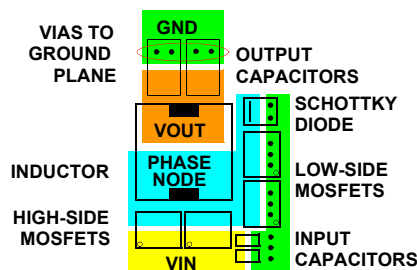 GND
VIAS TO
GROUND
PLANE
OUTPUT
CAPACITORS
VOUT
SCHOTTKY
DIODE
INDUCTOR
PHASE
NODE
LOW-SIDE
MOSFETS
HIGH-SIDE
MOSFETS
VIN
INPUT
CAPACITORS